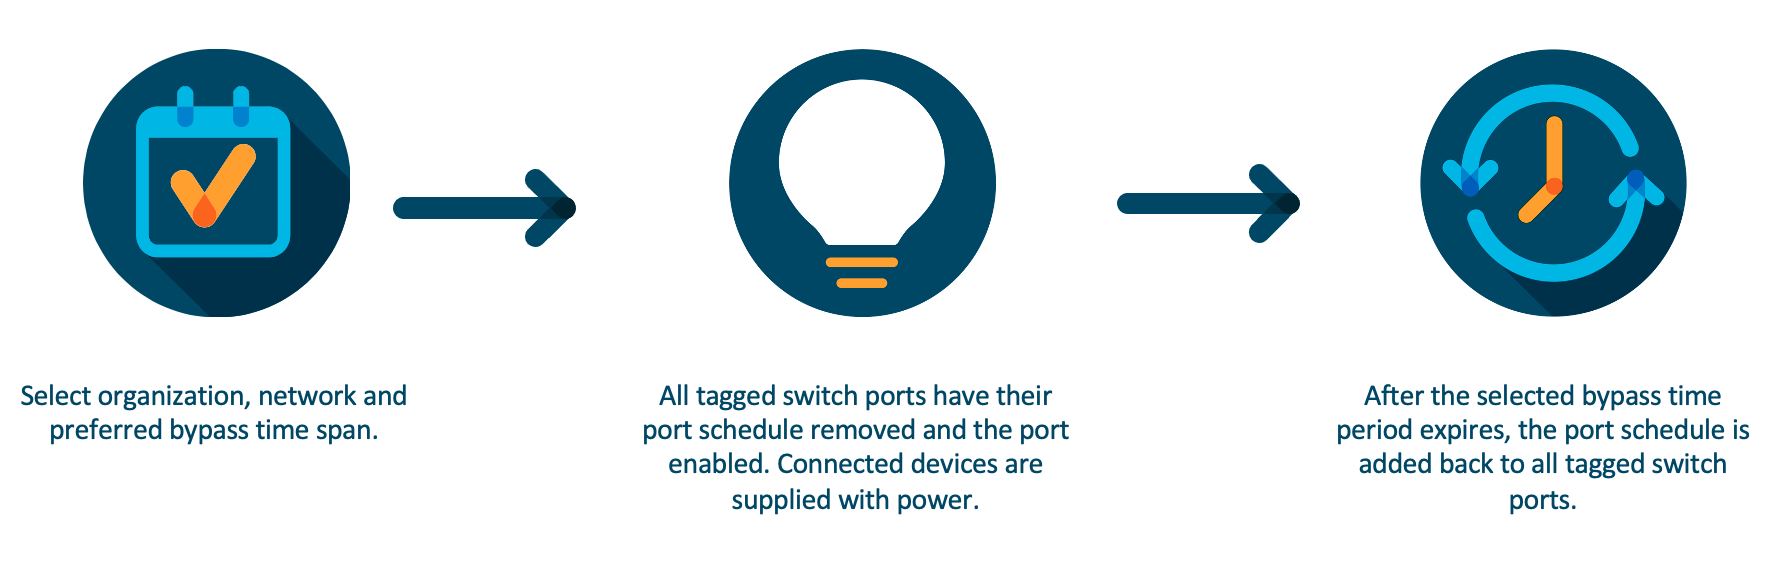 Select organization, network and
preferred bypass time span.
All tagged switch ports have their
port schedule removed and the port
enabled. Connected devices are
supplied with power.
After the selected bypass time
period expires, the port schedule is
added back to all tagged switch
ports.